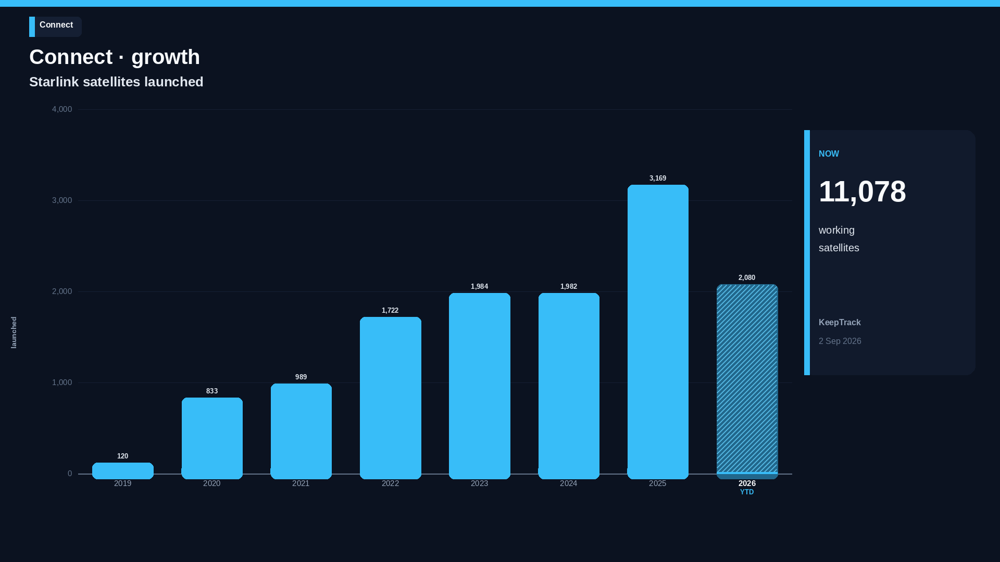 Connect
Connect · growth
Starlink satellites launched
4,000
3,000
2,000
1,000
0
launched
120
833
989
1,722
1,984
1,982
3,169
2,080
2019
2020
2021
2022
2023
2024
2025
2026
YTD
NOW
11,078
working
satellites
KeepTrack
2 Sep 2026